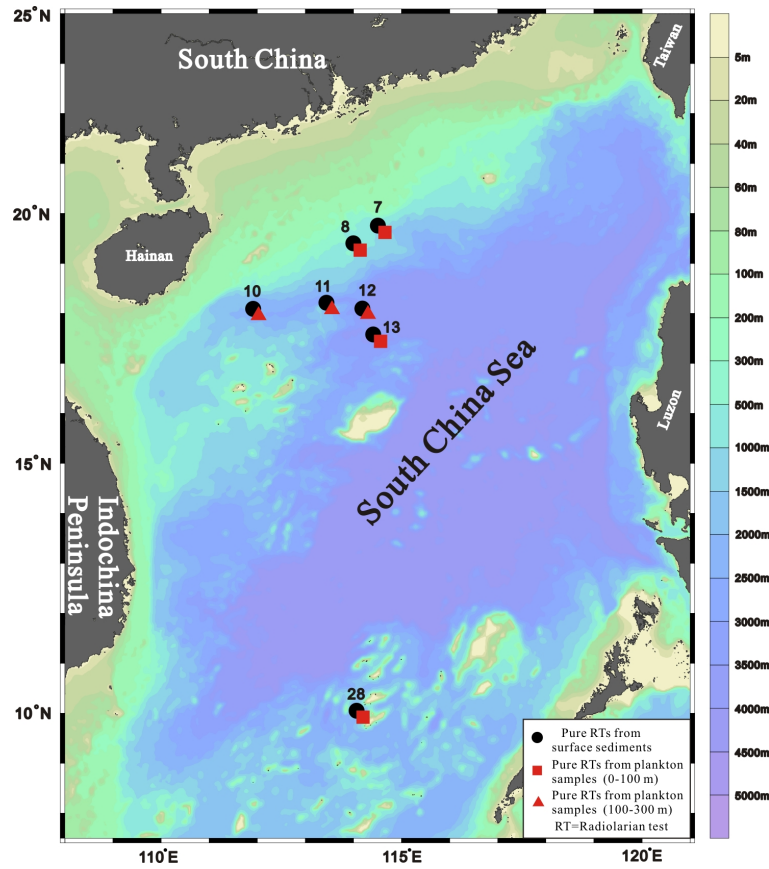 25°N
20°N
15°N
10°N
110°E
115°E
120°E
South China
Taiwan
Hainan
Luzon
Indochina
Peninsula
South China Sea
7
8
10
11
12
13
28
Pure RTs from
surface sediments
Pure RTs from plankton
samples (0-100 m)
Pure RTs from plankton
samples (100-300 m)
RT=Radiolarian test
5m
20m
40m
60m
80m
100m
200m
300m
500m
1000m
1500m
2000m
2500m
3000m
3500m
4000m
4500m
5000m